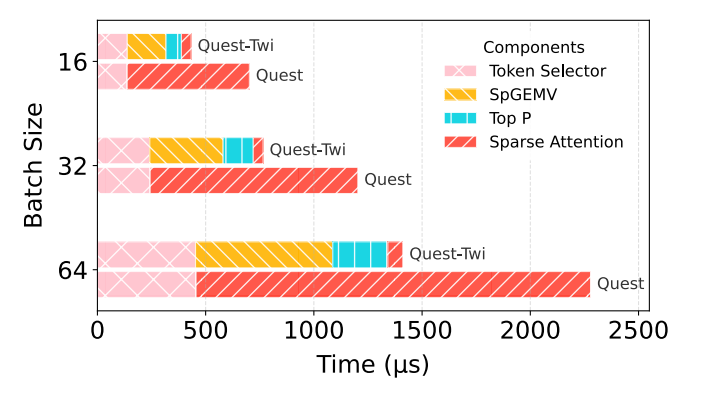 Components
Token Selector
SpGEMV
Top P
Sparse Attention
Batch Size
16
Quest-Twi
Quest
32
Quest-Twi
Quest
64
Quest-Twi
Quest
0 500 1000 1500 2000 2500
Time (μs)